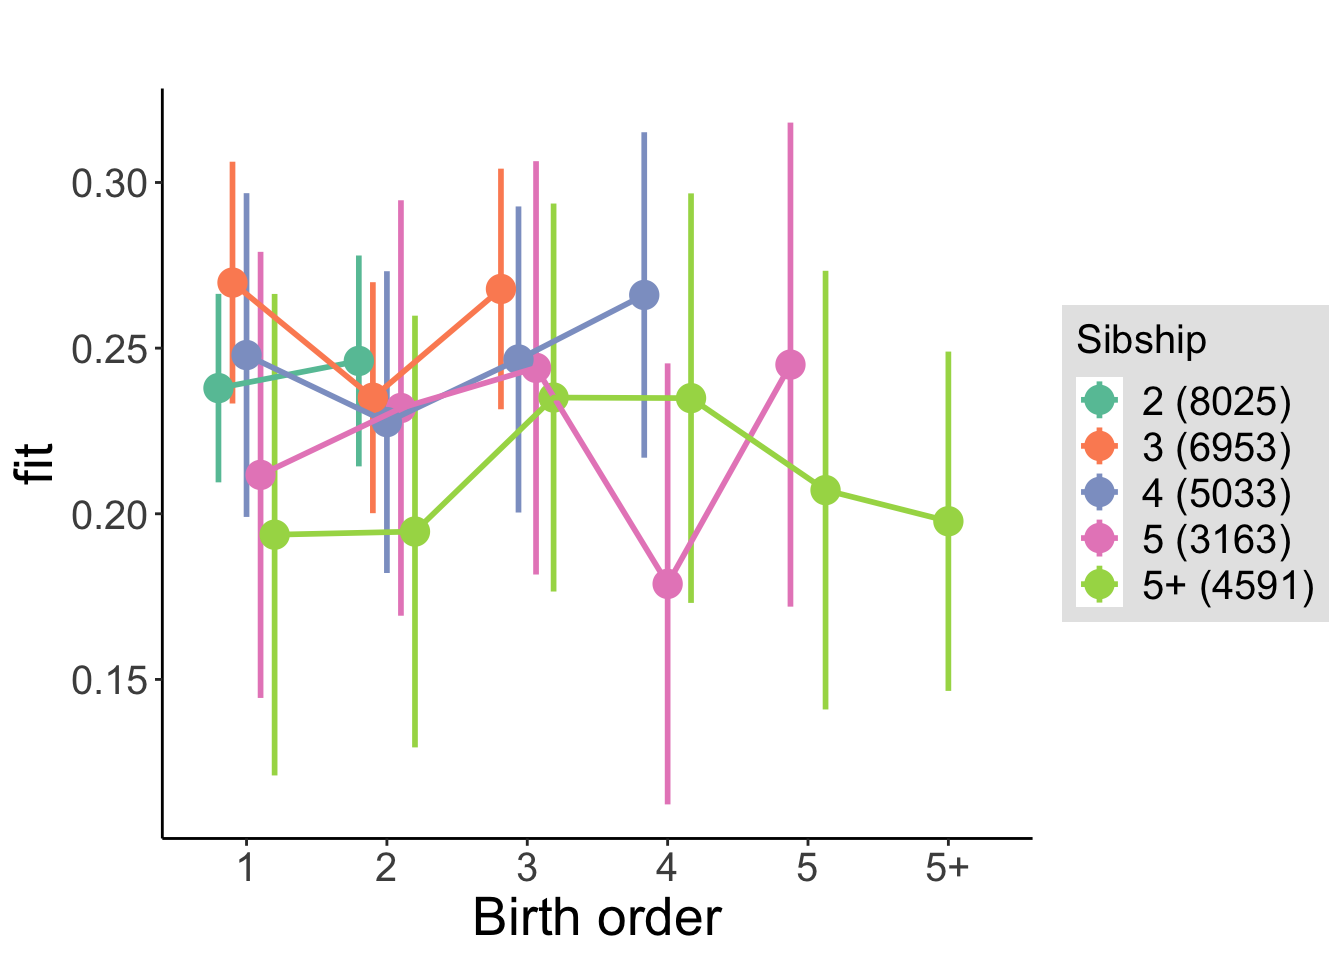 0.30
0.25
0.20
0.15
fit
1 2 3 4 5 5+
Birth order
Sibship
2 (8025)
3 (6953)
4 (5033)
5 (3163)
5+ (4591)